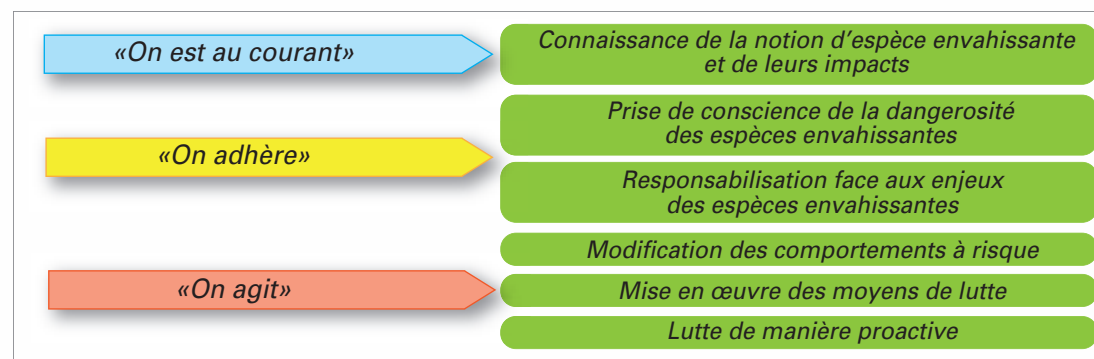 «On est au courant»
Connaissance de la notion d'espèce envahissante
et de leurs impacts
«On adhère»
Prise de conscience de la dangerosité
des espèces envahissantes
Responsabilisation face aux enjeux
des espèces envahissantes
«On agit»
Modification des comportements à risque
Mise en œuvre des moyens de lutte
Lutte de manière proactive